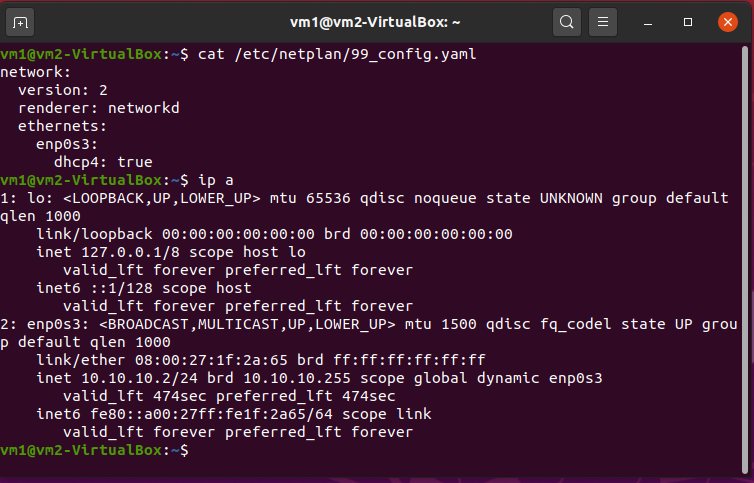 vm1@vm2-VirtualBox: ~
vm1@vm2-VirtualBox:~$ cat /etc/netplan/99_config.yaml
network:
  version: 2
  renderer: networkd
  ethernets:
    enp0s3:
      dhcp4: true
vm1@vm2-VirtualBox:~$ ip a
1: lo: <LOOPBACK,UP,LOWER_UP> mtu 65536 qdisc noqueue state UNKNOWN group default
qlen 1000
    link/loopback 00:00:00:00:00:00 brd 00:00:00:00:00:00
    inet 127.0.0.1/8 scope host lo
       valid_lft forever preferred_lft forever
    inet6 ::1/128 scope host
       valid_lft forever preferred_lft forever
2: enp0s3: <BROADCAST,MULTICAST,UP,LOWER_UP> mtu 1500 qdisc fq_codel state UP grou
p default qlen 1000
    link/ether 08:00:27:1f:2a:65 brd ff:ff:ff:ff:ff:ff
    inet 10.10.10.2/24 brd 10.10.10.255 scope global dynamic enp0s3
       valid_lft 474sec preferred_lft 474sec
    inet6 fe80::a00:27ff:fe1f:2a65/64 scope link
       valid_lft forever preferred_lft forever
vm1@vm2-VirtualBox:~$